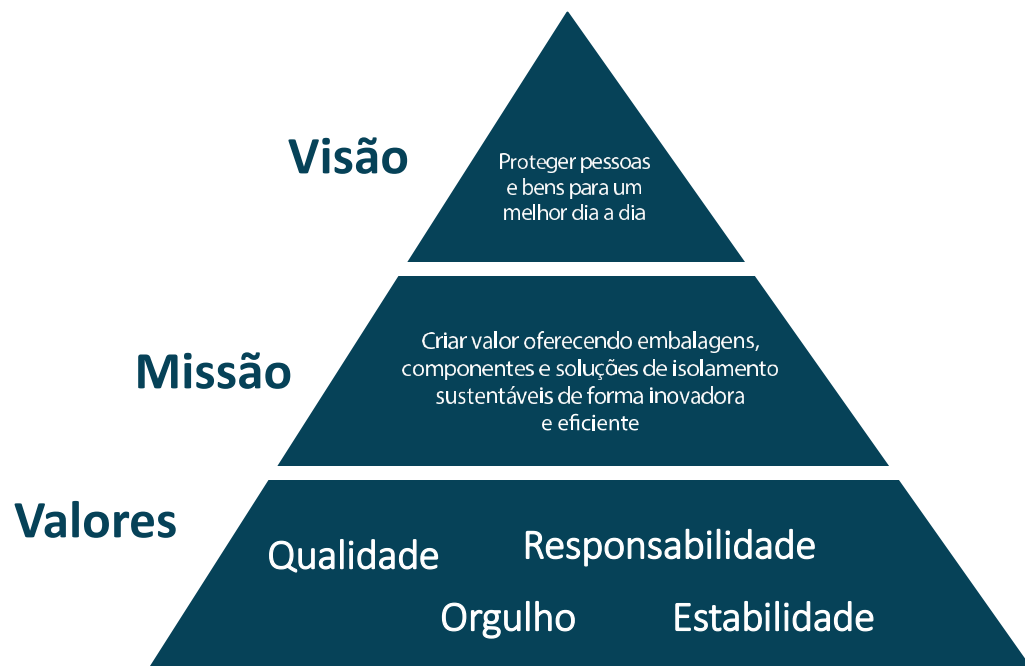 Visão
Proteger pessoas
e bens para um
melhor dia a dia
Missão
Criar valor oferecendo embalagens,
componentes e soluções de isolamento
sustentáveis de forma inovadora
e eficiente
Valores
Qualidade
Responsabilidade
Orgulho
Estabilidade